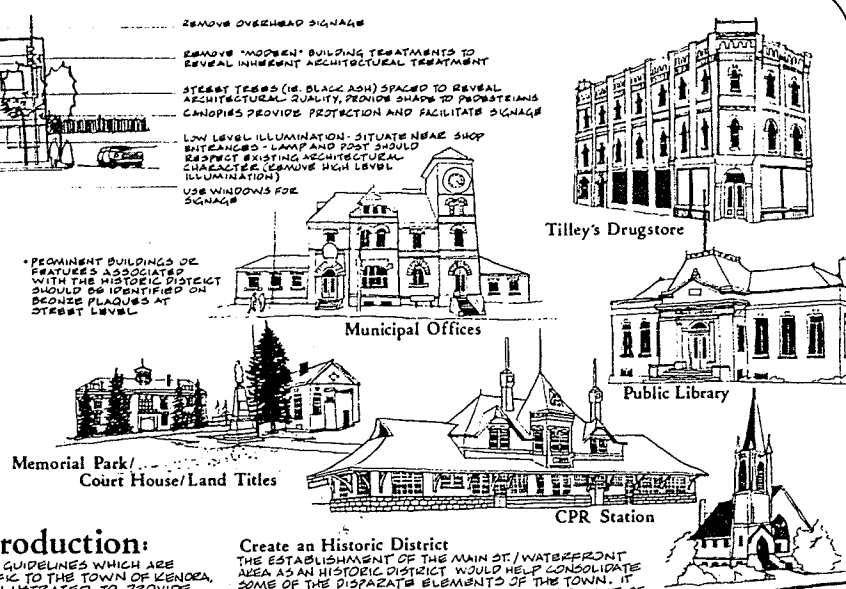 REMOVE OVERHEAD SIGNAGE
REMOVE "MODERN" BUILDING TREATMENTS TO
REVEAL INHERENT ARCHITECTURAL TREATMENT
STREET TREES (IE. BLACK ASH) SPACED TO REVEAL
ARCHITECTURAL QUALITY, PROVIDE SHADE TO PEDESTRIANS
CANOPIES PROVIDE PROTECTION AND FACILITATE SIGNAGE
LOW LEVEL ILLUMINATION - SITUATE NEAR SHOP
ENTRANCES - LAMP AND POST SHOULD
RESPECT EXISTING ARCHITECTURAL
CHARACTER (REMOVE HIGH LEVEL
ILLUMINATION)
USE WINDOWS FOR
SIGNAGE
• PROMINENT BUILDINGS OR
FEATURES ASSOCIATED
WITH THE HISTORIC DISTRICT
SHOULD BE IDENTIFIED ON
BRONZE PLAQUES AT
STREET LEVEL
Tilley's Drugstore
Municipal Offices
Public Library
Memorial Park/
Court House/Land Titles
CPR Station
roduction:
GUIDELINES WHICH ARE
FIC TO THE TOWN OF KENORA,
LUSTRATED TO PROVIDE
Create an Historic District
THE ESTABLISHMENT OF THE MAIN ST./WATERFRONT
AREA AS AN HISTORIC DISTRICT WOULD HELP CONSOLIDATE
SOME OF THE DISPARATE ELEMENTS OF THE TOWN. IT